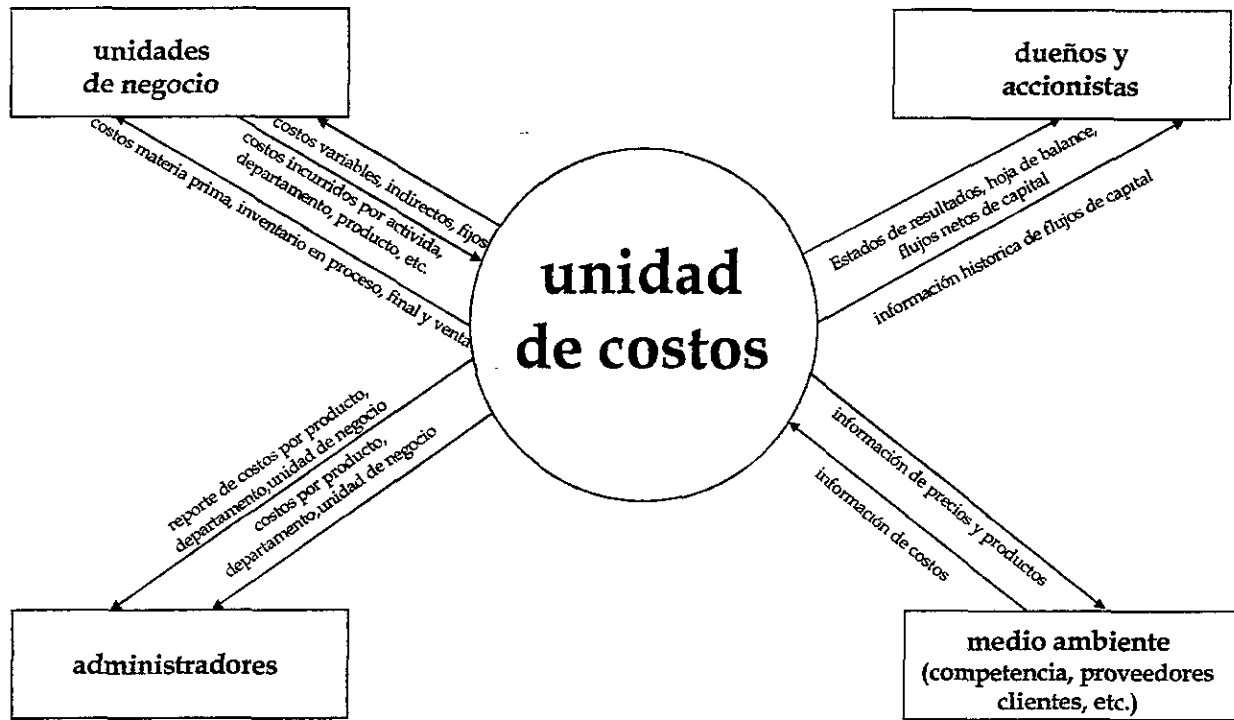 unidades
de negocio
dueños y
accionistas
costos variables, indirectos, fijos
costos incurridos por activida,
departamento, producto, etc.
costos materia prima, inventario en proceso, final y venta
Estados de resultados, hoja de balance,
flujos netos de capital
información historica de flujos de capital
unidad
de costos
reporte de costos por producto,
departamento,unidad de negocio
costos por producto,
departamento,unidad de negocio
información de precios y productos
información de costos
administradores
medio ambiente
(competencia, proveedores
clientes, etc.)